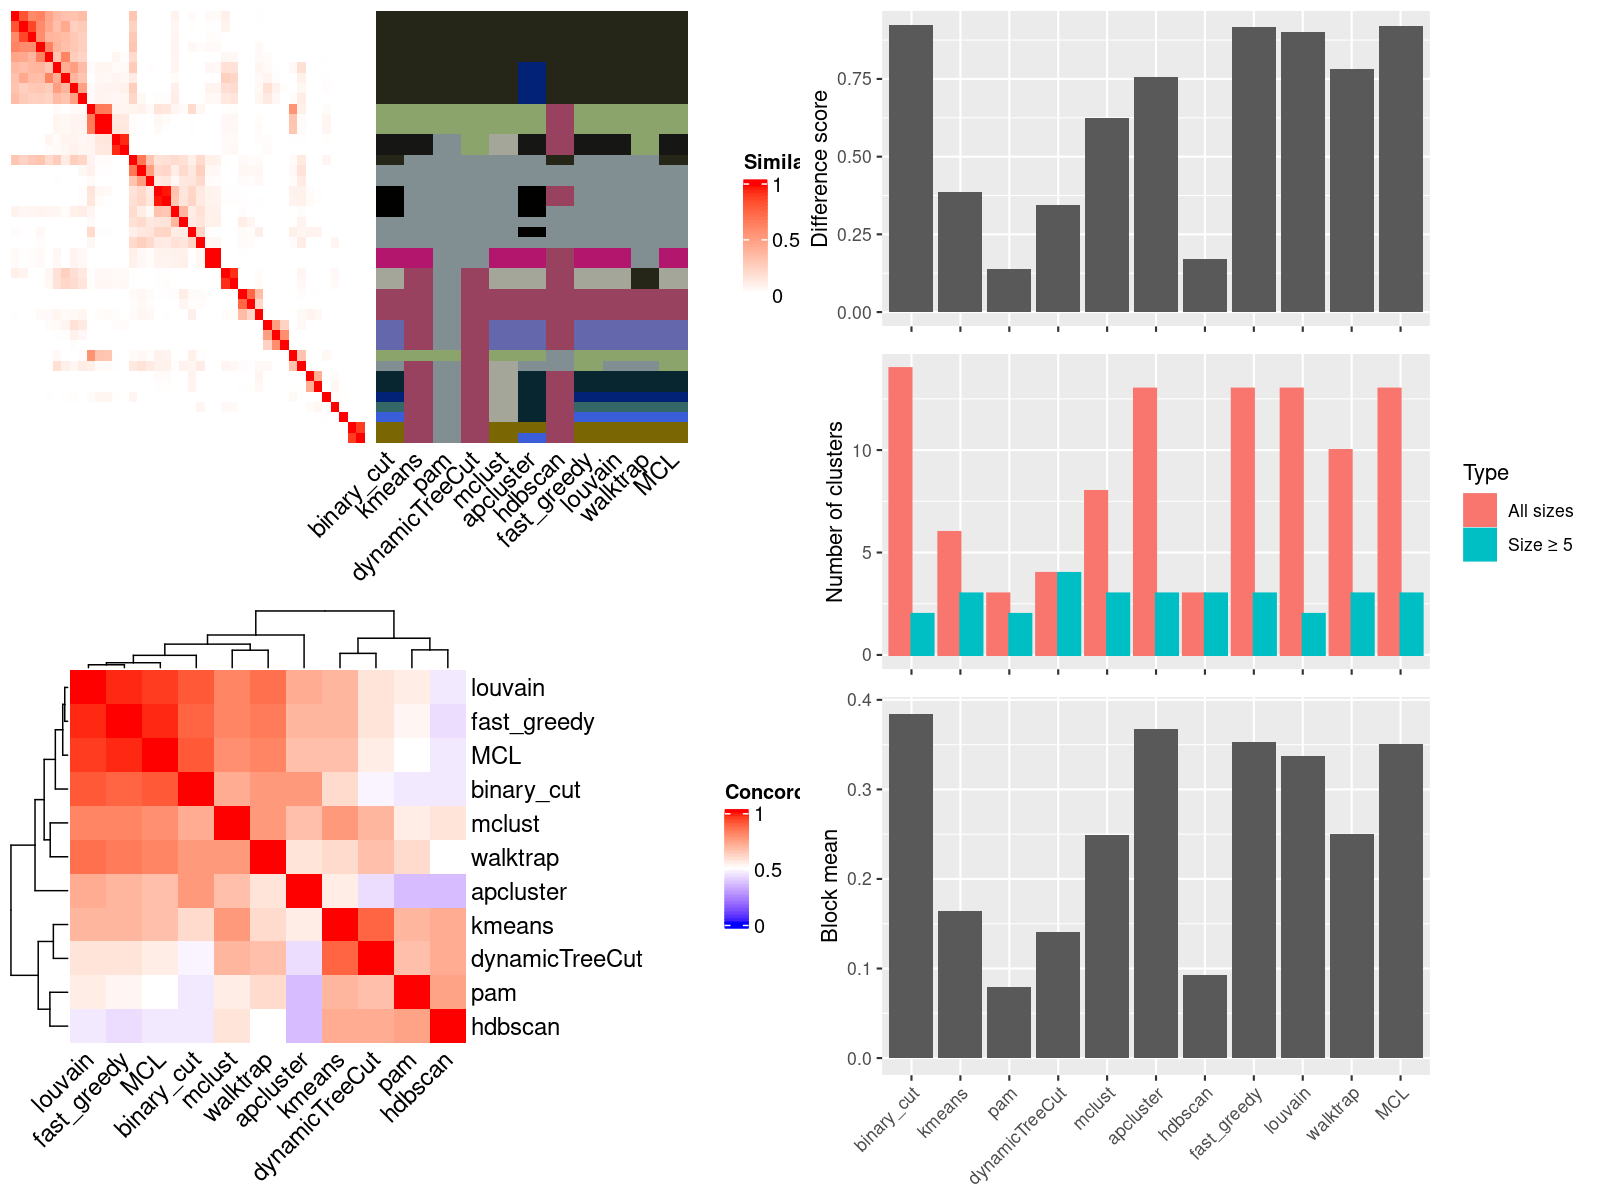 Simila
1
0.5
0
binary_cut
kmeans
pam
dynamicTreeCut
mclust
apcluster
hdbscan
fast_greedy
louvain
walktrap
MCL
louvain
fast_greedy
MCL
binary_cut
mclust
walktrap
apcluster
kmeans
dynamicTreeCut
pam
hdbscan
louvain
fast_greedy
MCL
binary_cut
mclust
walktrap
apcluster
kmeans
dynamicTreeCut
pam
hdbscan
Concord
1
0.5
0
Difference score
0.75
0.50
0.25
0.00
Number of clusters
10
5
0
Type
All sizes
Size ≥ 5
Block mean
0.4
0.3
0.2
0.1
0.0
binary_cut
kmeans
pam
dynamicTreeCut
mclust
apcluster
hdbscan
fast_greedy
louvain
walktrap
MCL